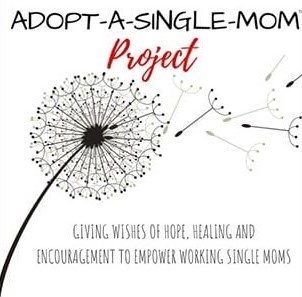 ADOPT-A-SINGLE-MOM
Project
GIVING WISHES OF HOPE, HEALING AND
ENCOURAGEMENT TO EMPOWER WORKING SINGLE MOMS